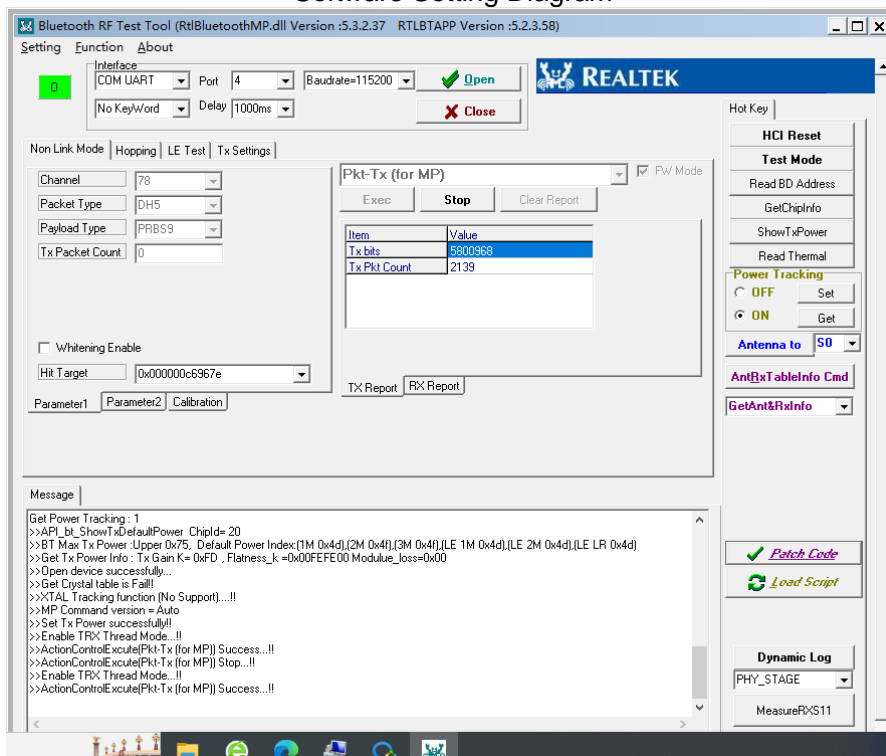 Software Setting Diagram
Bluetooth RF Test Tool (RtlBluetoothMP.dll Version :5.3.2.37 RTLBTAPP Version :5.2.3.58)
Setting Function About
Interface
0
COM UART Port 4 Baudrate=115200 Open
No KeyWord Delay 1000ms Close
REALTEK
Hot Key
HCI Reset
Test Mode
Read BD Address
GetChipInfo
ShowTxPower
Read Thermal
Power Tracking
OFF Set
ON Get
Antenna to S0
AntRxTableInfo Cmd
GetAnt&RxInfo
Patch Code
Load Script
Dynamic Log
PHY_STAGE
MeasureRXS11
Non Link Mode Hopping LE Test Tx Settings
Channel 78
Packet Type DH5
Payload Type PRBS9
Tx Packet Count 0
Whitening Enable
Hit Target 0x000000c6967e
Parameter1 Parameter2 Calibration
Pkt-Tx (for MP) FW Mode
Exec Stop Clear Report
Item Value
Tx bits 5800968
Tx Pkt Count 2139
TX Report RX Report
Message
Get Power Tracking : 1
>>API_bt_ShowTxDefaultPower ChipId= 20
>>BT Max Tx Power :Upper 0x75, Default Power Index:(1M 0x4d),(2M 0x4f),(3M 0x4f),(LE 1M 0x4d),(LE 2M 0x4d),(LE LR 0x4d)
>>Get Tx Power Info : Tx Gain K= 0xFD , Flatness_k =0x00FEFE00 Modulue_loss=0x00
>>Open device successfully...
>>Get Crystal table is Fail!!
>>XTAL Tracking function (No Support)....!!
>>MP Command version = Auto
>>Set Tx Power successfully!!
>>Enable TRX Thread Mode...!!
>>ActionControlExcute(Pkt-Tx (for MP)) Success...!!
>>ActionControlExcute(Pkt-Tx (for MP)) Stop...!!
>>Enable TRX Thread Mode...!!
>>ActionControlExcute(Pkt-Tx (for MP)) Success...!!